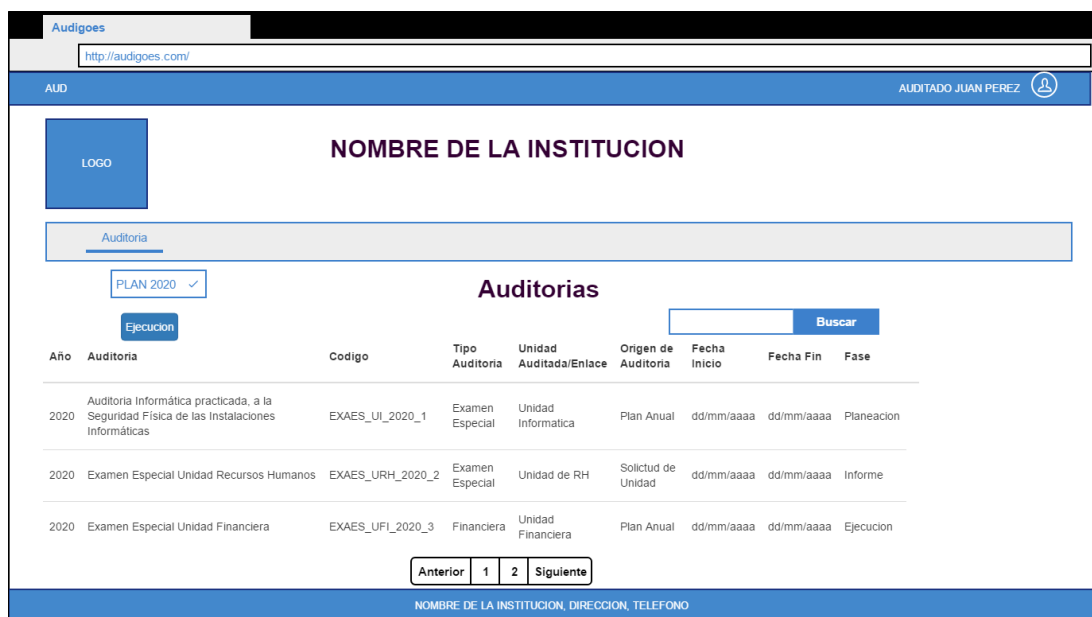 Audigoes
http://audigoes.com/
AUD
AUDITADO JUAN PEREZ
LOGO
NOMBRE DE LA INSTITUCION
Auditoria
PLAN 2020
Auditorias
Ejecucion
Buscar
Año Auditoria Codigo Tipo Auditoria Unidad Auditada/Enlace Origen de Auditoria Fecha Inicio Fecha Fin Fase
2020 Auditoria Informática practicada, a la Seguridad Física de las Instalaciones Informáticas EXAES_UI_2020_1 Examen Especial Unidad Informatica Plan Anual dd/mm/aaaa dd/mm/aaaa Planeacion
2020 Examen Especial Unidad Recursos Humanos EXAES_URH_2020_2 Examen Especial Unidad de RH Solictud de Unidad dd/mm/aaaa dd/mm/aaaa Informe
2020 Examen Especial Unidad Financiera EXAES_UFI_2020_3 Financiera Unidad Financiera Plan Anual dd/mm/aaaa dd/mm/aaaa Ejecucion
Anterior 1 2 Siguiente
NOMBRE DE LA INSTITUCION, DIRECCION, TELEFONO